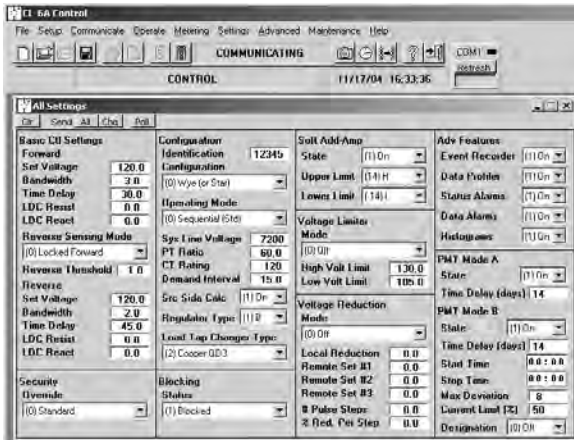 CL-6A Control
File Setup Communicate Operate Metering Settings Advanced Maintenance Help
COMMUNICATING
COM1
Refresh
CONTROL
11/17/04 16:33:36
All Settings
Clr Send All Chg Poll
Basic Ctl Settings
Forward
Set Voltage 120.0
Bandwidth 3.0
Time Delay 30.0
LDC Resist 0.0
LDC React 0.0
Reverse Sensing Mode
(0) Locked Forward
Reverse Threshold 1.0
Reverse
Set Voltage 120.0
Bandwidth 2.0
Time Delay 45.0
LDC Resist 0.0
LDC React 0.0
Security
Override
(0) Standard
Configuration
Identification 12345
Configuration
(0) Wye (or Star)
Operating Mode
(0) Sequential (Std)
Sys Line Voltage 7200
PT Ratio 60.0
CT Rating 120
Demand Interval 15.0
Src Side Calc (1) On
Regulator Type (1) B
Load Tap Changer Type
(2) Cooper QD3
Blocking
Status
(1) Blocked
Soft Add-Amp
State (1) On
Upper Limit (14) H
Lower Limit (-14) H
Voltage Limiter
Mode
(0) Off
High Volt Limit 130.0
Low Volt Limit 105.0
Voltage Reduction
Mode
(0) Off
Local Reduction 0.0
Remote Set #1 0.0
Remote Set #2 0.0
Remote Set #3 0.0
# Pulse Steps 0.0
% Red. Per Step 0.0
Adv Features
Event Recorder (1) On
Data Profiler (1) On
Status Alarms (1) On
Data Alarms (1) On
Histograms (1) On
PMT Mode A
State (1) On
Time Delay (days) 14
PMT Mode B
State (1) On
Time Delay (days) 14
Start Time 00:00
Stop Time 00:00
Max Deviation 8
Current Limit (%) 50
Designation (0) Off